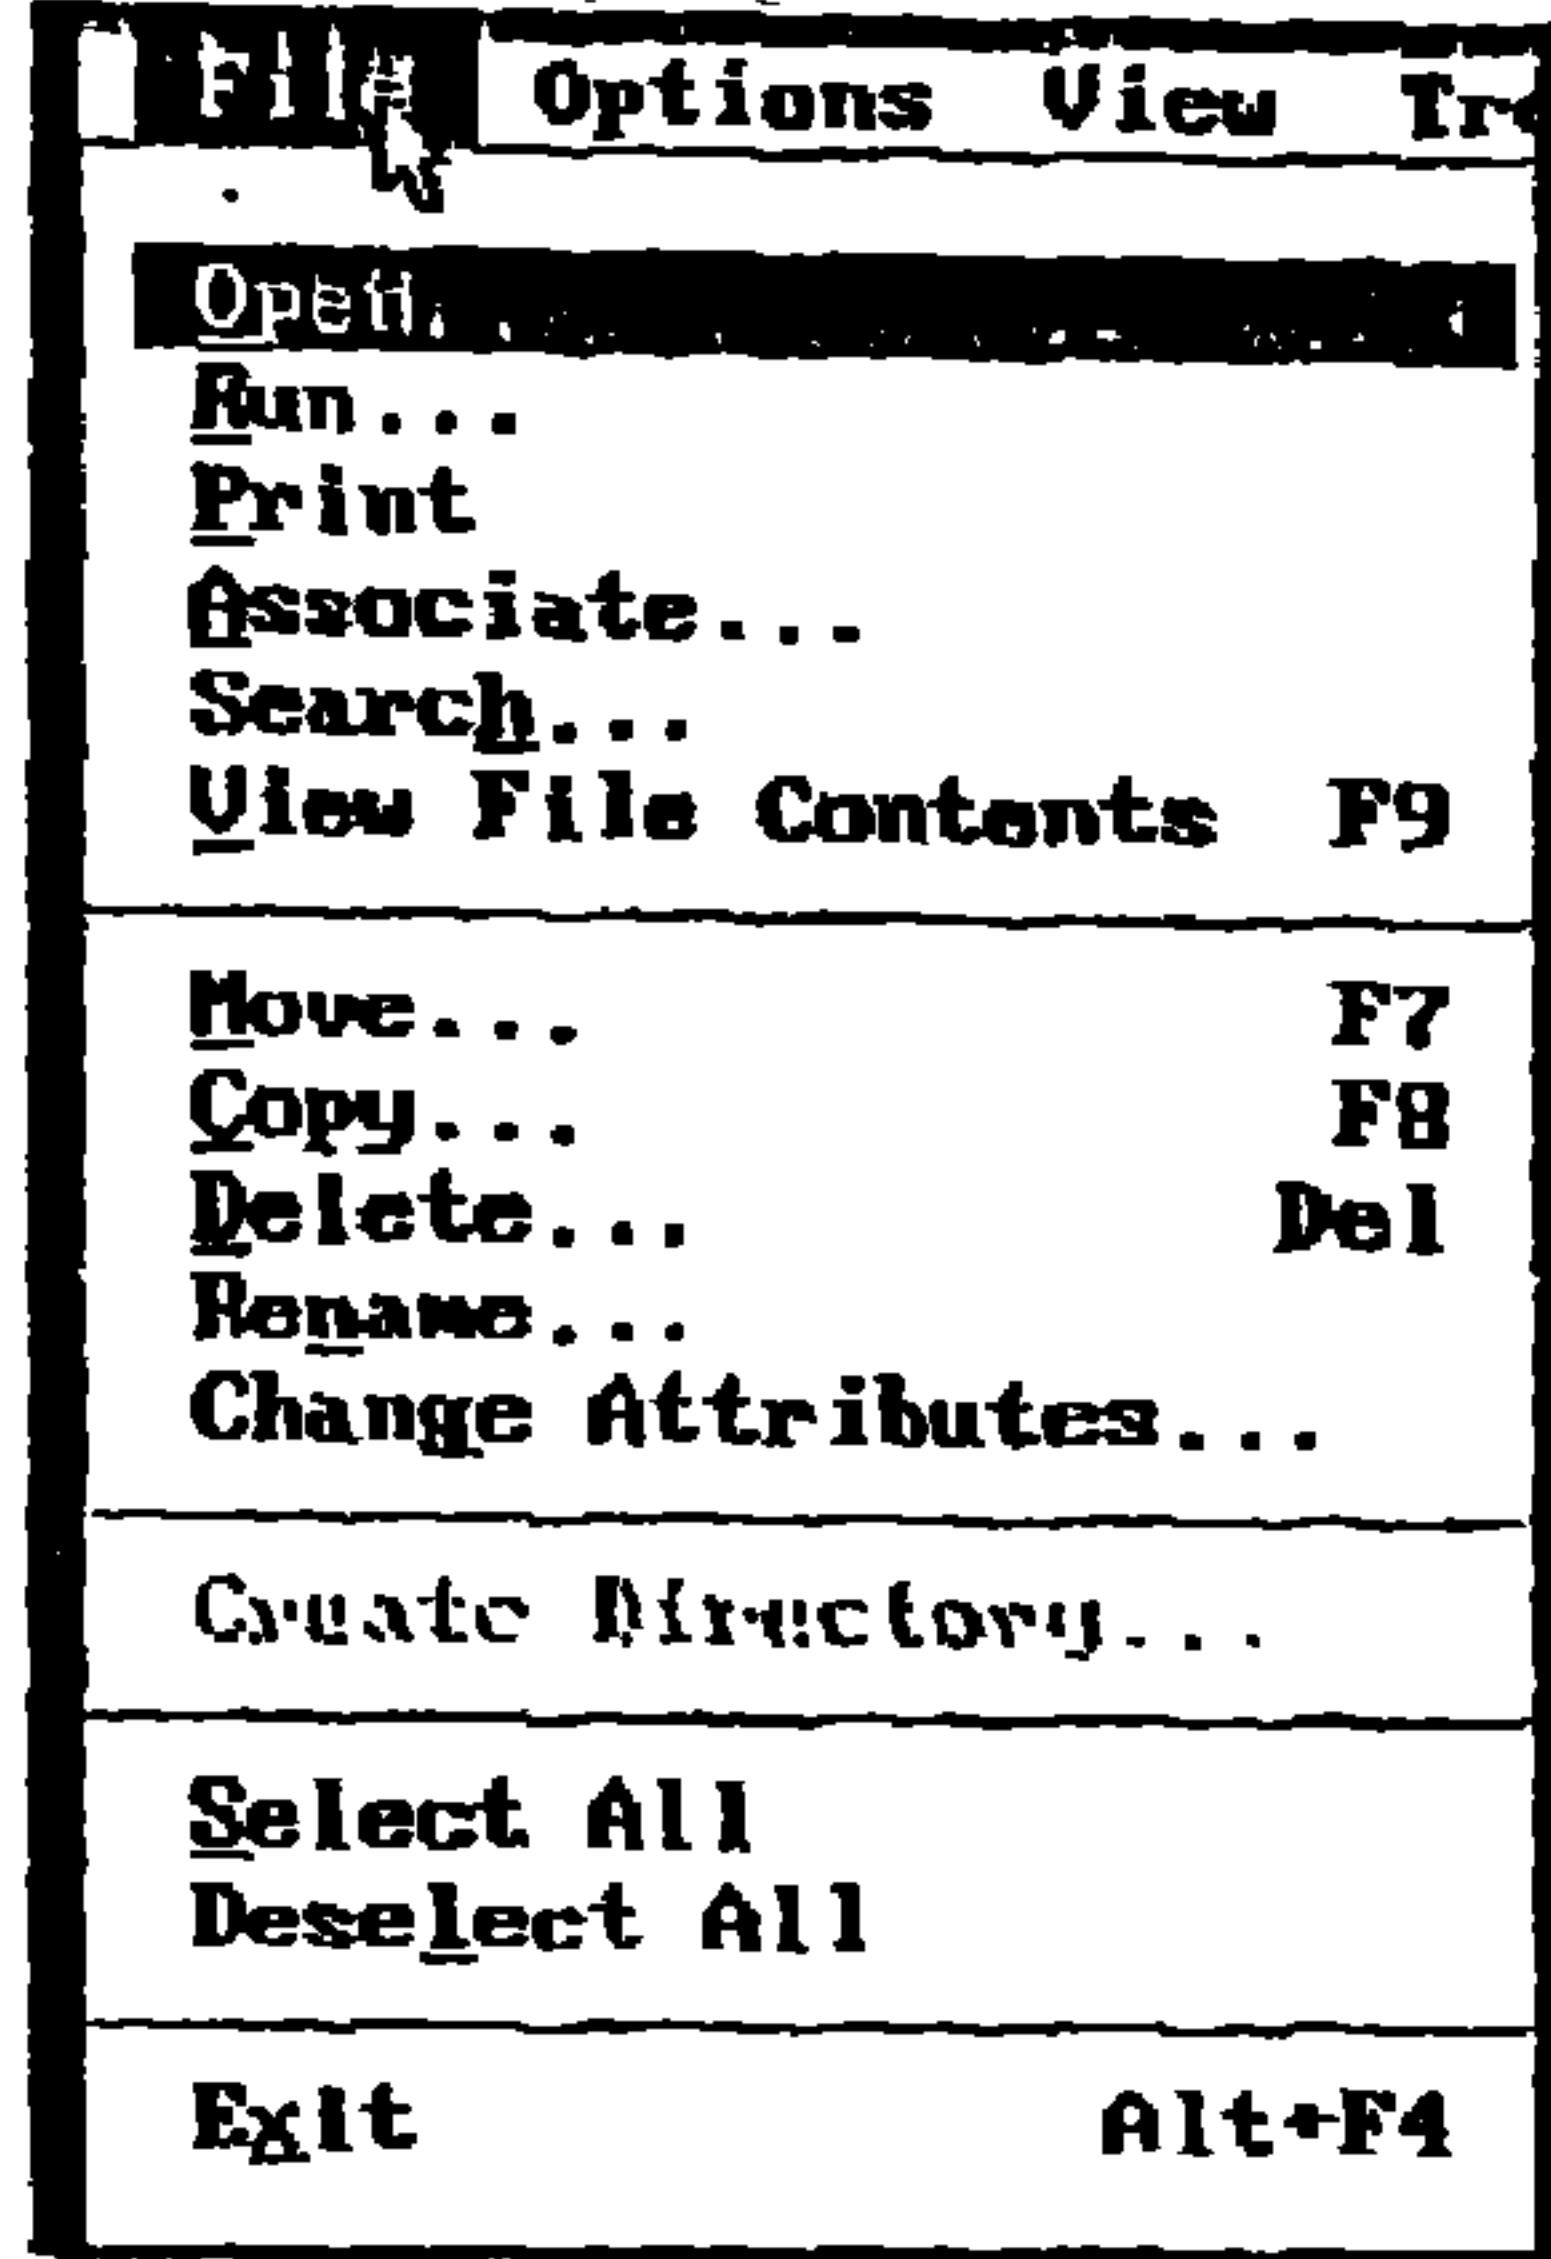 File Options View Tre
Open
Run...
Print
Associate...
Search...
View File Contents F9
Move... F7
Copy... F8
Delete... Del
Rename...
Change Attributes...
Create Directory...
Select All
Deselect All
Exit Alt+F4